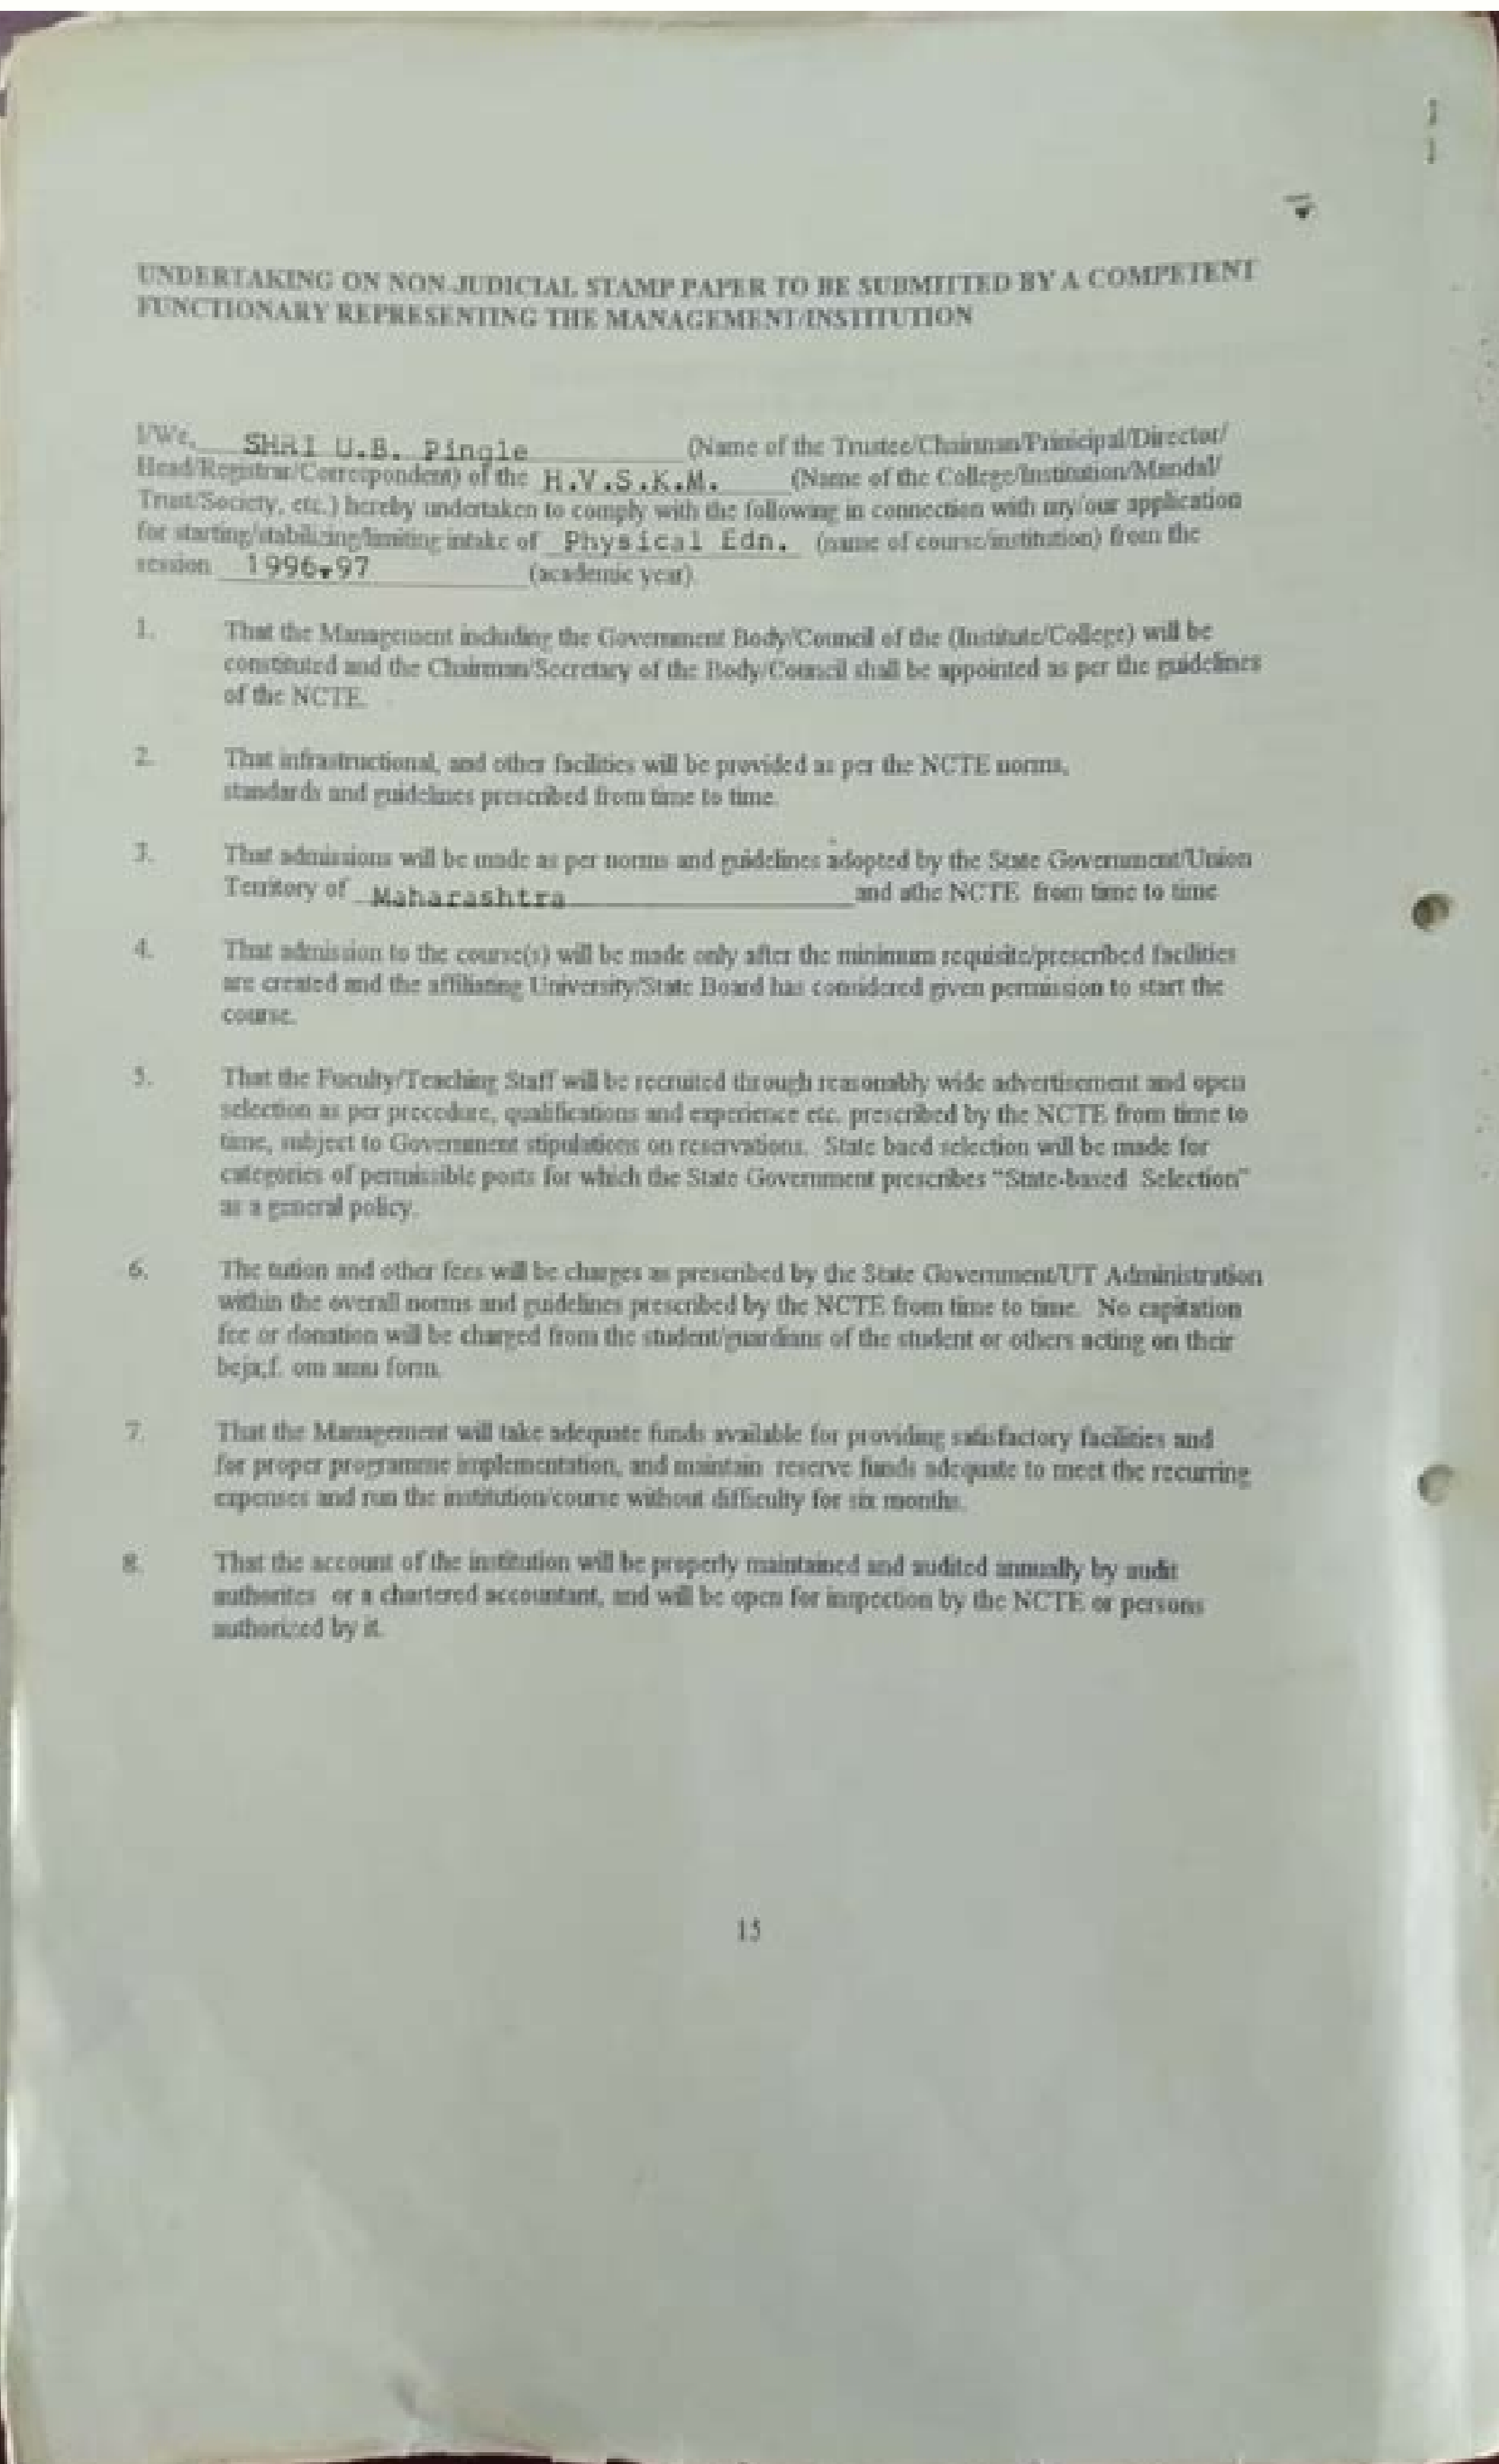 UNDERTAKING ON NON-JUDICIAL STAMP PAPER TO BE SUBMITTED BY A COMPETENT
FUNCTIONARY REPRESENTING THE MANAGEMENT/INSTITUTION
I/We, SHRI U.B. Pingle (Name of the Trustee/Chairman/Prinicipal/Director/
Head/Registrar/Correspondent) of the H.V.S.K.M. (Name of the College/Institution/Mandal/
Trust/Society, etc.) hereby undertaken to comply with the following in connection with my/our application
for starting/stabilizing/limiting intake of Physical Edn. (name of course/institution) from the
session 1996-97 (academic year).
1. That the Management including the Government Body/Council of the (Institute/College) will be
constituted and the Chairman/Secretary of the Body/Council shall be appointed as per the guidelines
of the NCTE.
2. That infrastructional, and other facilities will be provided as per the NCTE norms,
standards and guidelines prescribed from time to time.
3. That admissions will be made as per norms and guidelines adopted by the State Government/Union
Territory of Maharashtra and athe NCTE from time to time
4. That admission to the course(s) will be made only after the minimum requisite/prescribed facilities
are created and the affiliating University/State Board has considered given permission to start the
course.
5. That the Faculty/Teaching Staff will be recruited through reasonably wide advertisement and open
selection as per procedure, qualifications and experience etc. prescribed by the NCTE from time to
time, subject to Government stipulations on reservations. State baed selection will be made for
categories of permissible posts for which the State Government prescribes "State-based Selection"
as a general policy.
6. The tution and other fees will be charges as prescribed by the State Government/UT Administration
within the overall norms and guidelines prescribed by the NCTE from time to time. No capitation
fee or donation will be charged from the student/guardians of the student or others acting on their
beja;f. om annu form.
7. That the Management will take adequate funds available for providing satisfactory facilities and
for proper programme implementation, and maintain reserve funds adequate to meet the recurring
expenses and run the institution/course without difficulty for six months.
8. That the account of the institution will be properly maintained and audited annually by audit
authorites or a chartered accountant, and will be open for inspection by the NCTE or persons
authorized by it.
15